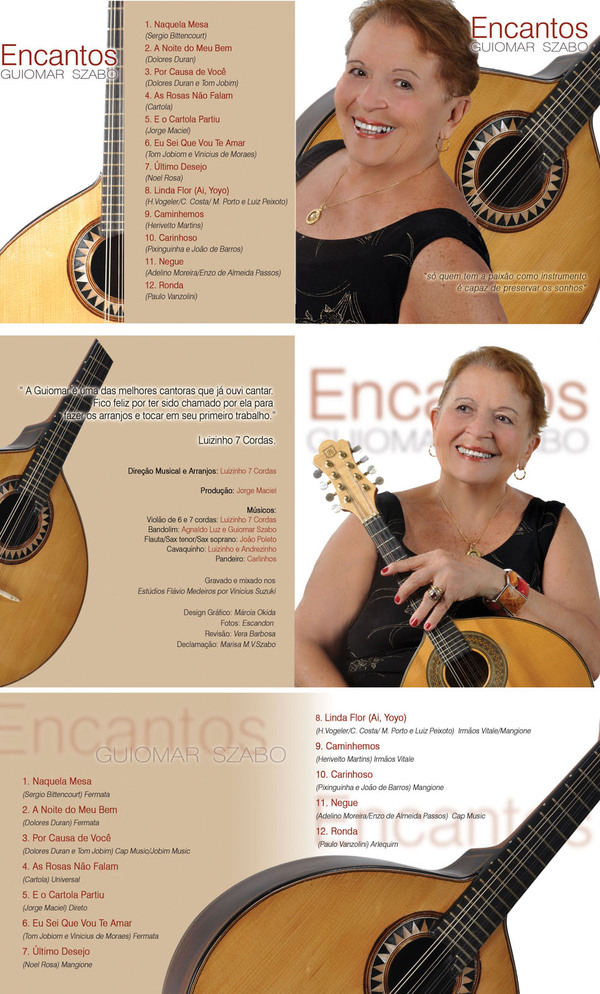 Encantos
GUIOMAR SZABO
1. Naquela Mesa
(Sergio Bittencourt)
2. A Noite do Meu Bem
(Dolores Duran)
3. Por Causa de Você
(Dolores Duran e Tom Jobim)
4. As Rosas Não Falam
(Cartola)
5. E o Cartola Partiu
(Jorge Maciel)
6. Eu Sei Que Vou Te Amar
(Tom Jobiom e Vinicius de Moraes)
7. Último Desejo
(Noel Rosa)
8. Linda Flor (Ai, Yoyo)
(H.Vogeler/C. Costa/ M. Porto e Luiz Peixoto)
9. Caminhemos
(Herivelto Martins)
10. Carinhoso
(Pixinguinha e João de Barros)
11. Negue
(Adelino Moreira/Enzo de Almeida Passos)
12. Ronda
(Paulo Vanzolini)
Encantos
GUIOMAR SZABO
"só quem tem a paixão como instrumento
é capaz de preservar os sonhos"
" A Guiomar é uma das melhores cantoras que já ouvi cantar.
Fico feliz por ter sido chamado por ela para
fazer os arranjos e tocar em seu primeiro trabalho."
Luizinho 7 Cordas.
Direção Musical e Arranjos: Luizinho 7 Cordas
Produção: Jorge Maciel
Músicos:
Violão de 6 e 7 cordas: Luizinho 7 Cordas
Bandolim: Agnaldo Luz e Guiomar Szabo
Flauta/Sax tenor/Sax soprano: João Poleto
Cavaquinho: Luizinho e Andrezinho
Pandeiro: Carlinhos
Gravado e mixado nos
Estúdios Flávio Medeiros por Vinicius Suzuki
Design Gráfico: Márcia Okida
Fotos: Escandon
Revisão: Vera Barbosa
Declamação: Marisa M.V.Szabo
Encantos
GUIOMAR SZABO
Encantos
GUIOMAR SZABO
1. Naquela Mesa
(Sergio Bittencourt) Fermata
2. A Noite do Meu Bem
(Dolores Duran) Fermata
3. Por Causa de Você
(Dolores Duran e Tom Jobim) Cap Music/Jobim Music
4. As Rosas Não Falam
(Cartola) Universal
5. E o Cartola Partiu
(Jorge Maciel) Direto
6. Eu Sei Que Vou Te Amar
(Tom Jobiom e Vinicius de Moraes) Fermata
7. Último Desejo
(Noel Rosa) Mangione
8. Linda Flor (Ai, Yoyo)
(H.Vogeler/C. Costa/ M. Porto e Luiz Peixoto) Irmãos Vitale/Mangione
9. Caminhemos
(Herivelto Martins) Irmãos Vitale
10. Carinhoso
(Pixinguinha e João de Barros) Mangione
11. Negue
(Adelino Moreira/Enzo de Almeida Passos) Cap Music
12. Ronda
(Paulo Vanzolini) Arlequim
Encantos